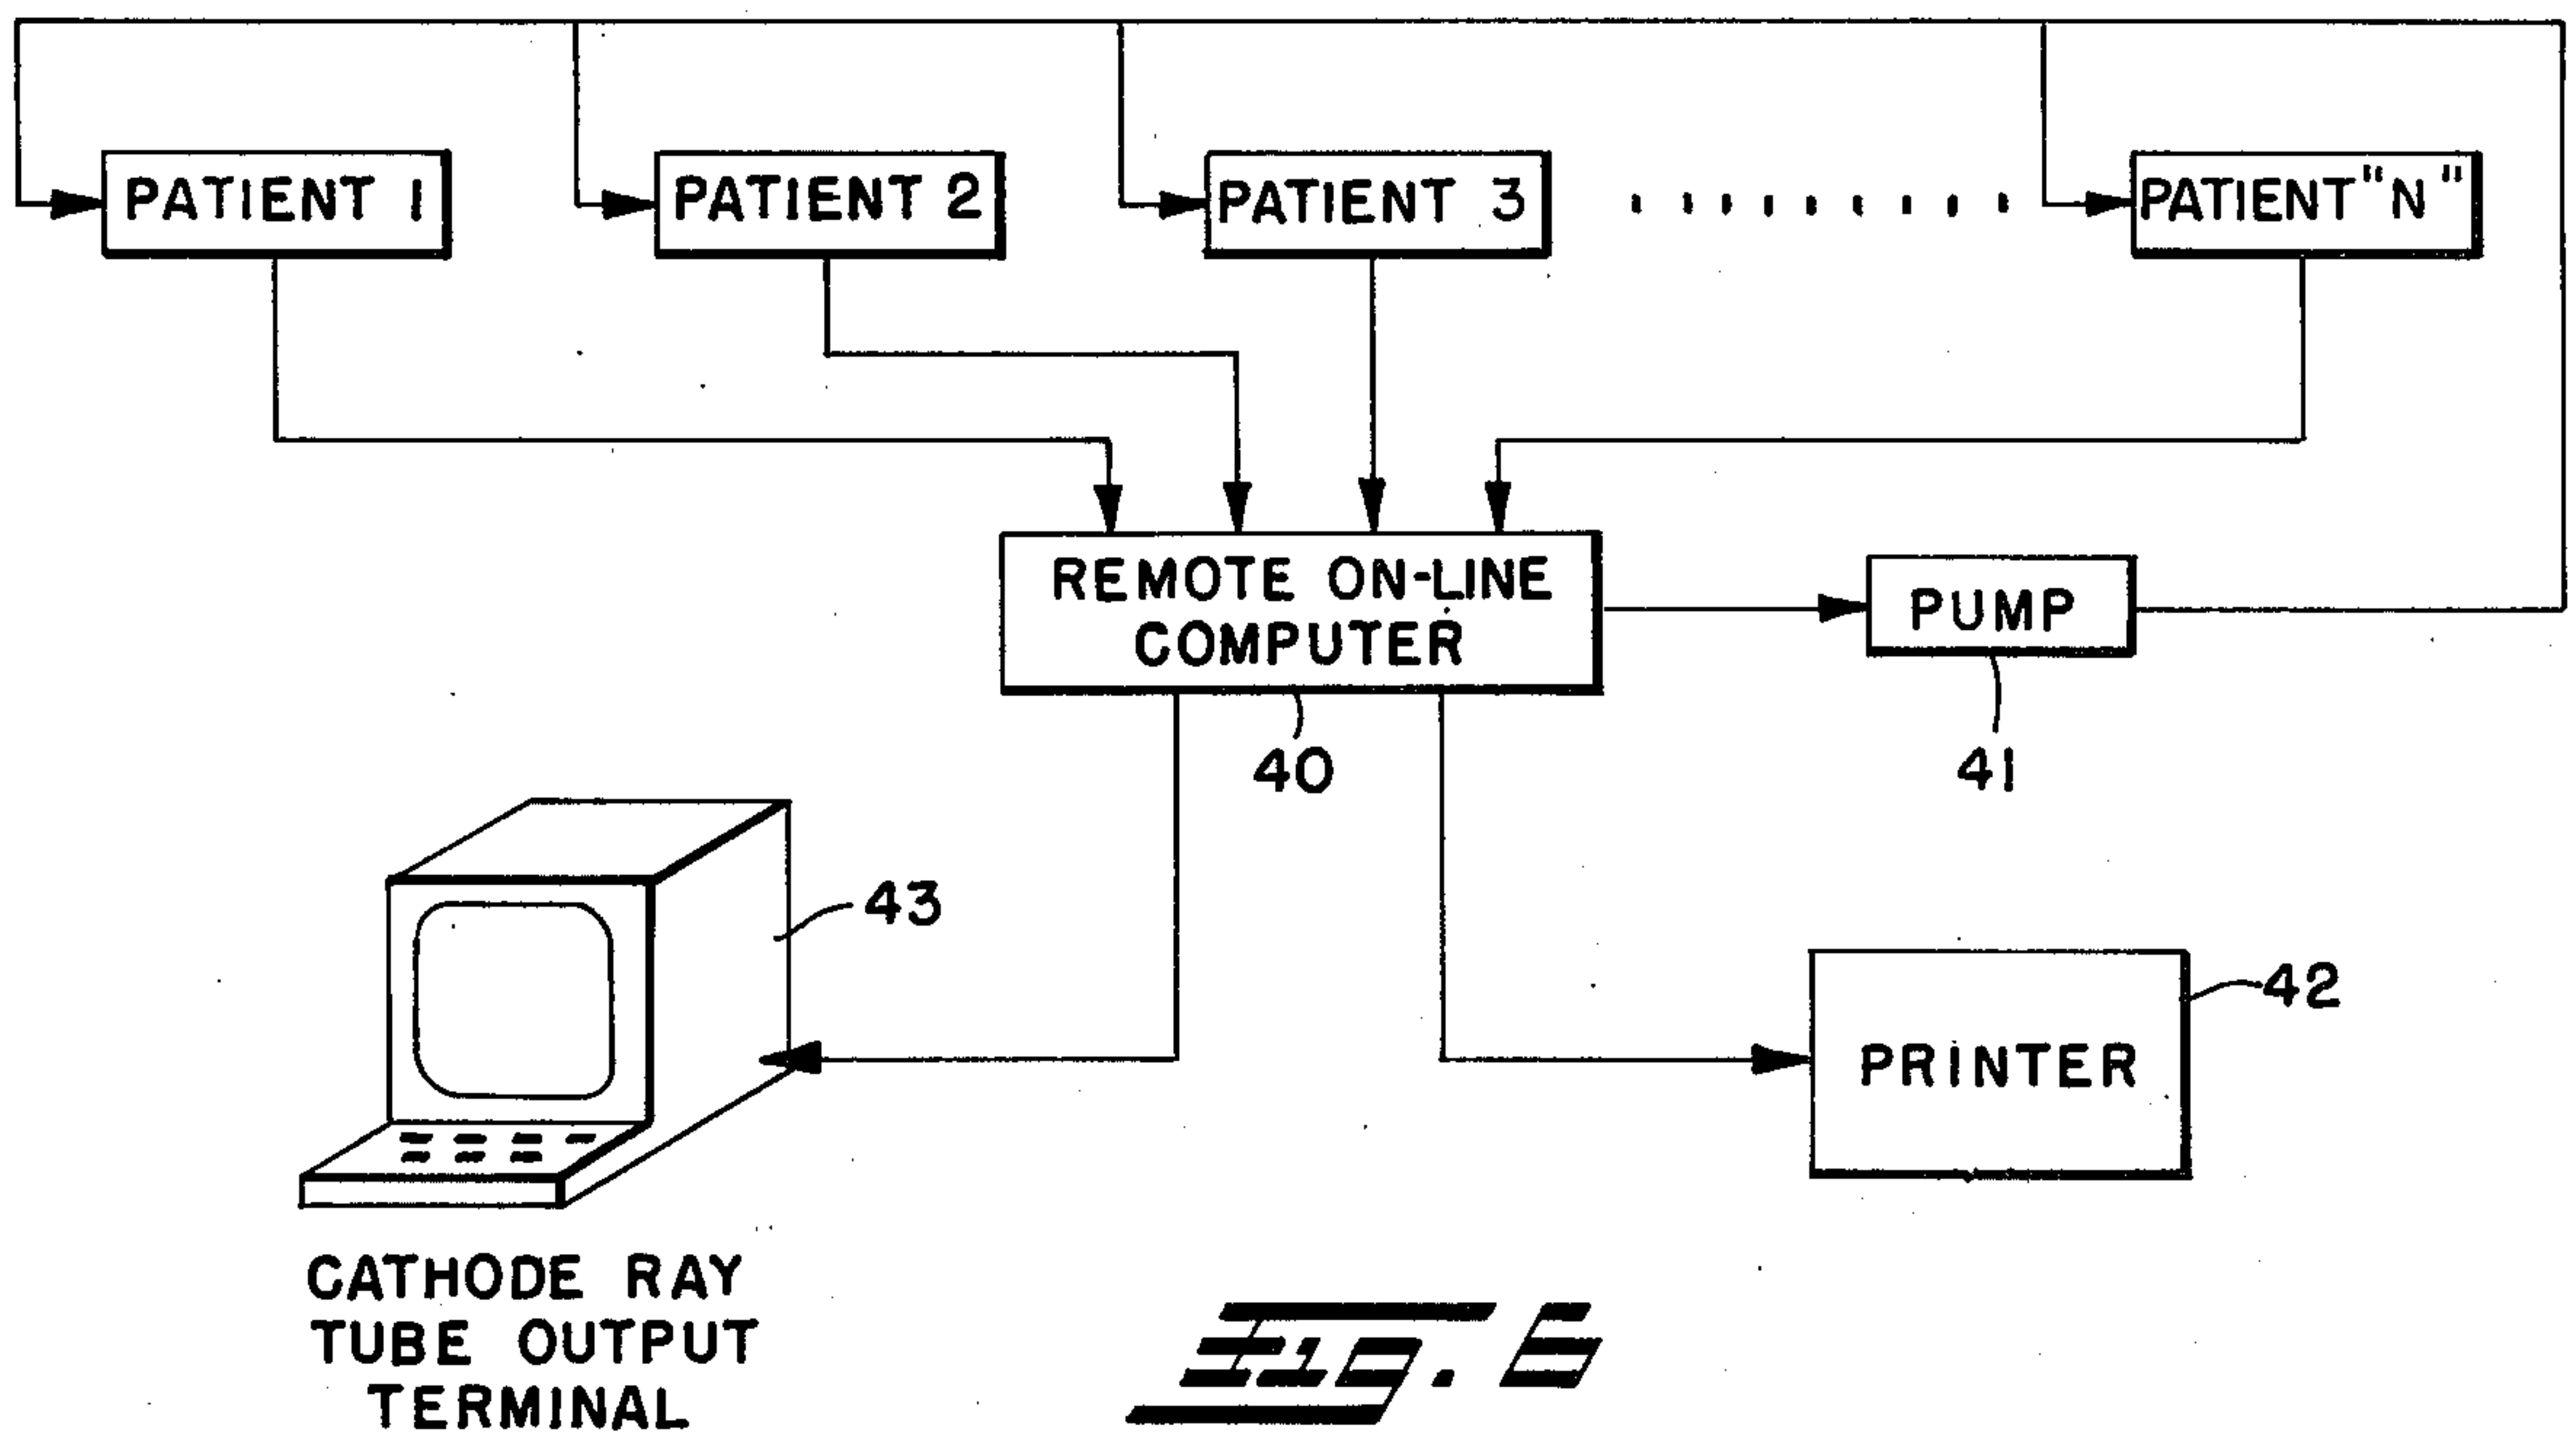 PATIENT 1
PATIENT 2
PATIENT 3
PATIENT "N"
REMOTE ON-LINE
COMPUTER
PUMP
40
41
43
42
PRINTER
CATHODE RAY
TUBE OUTPUT
TERMINAL
Fig. 6